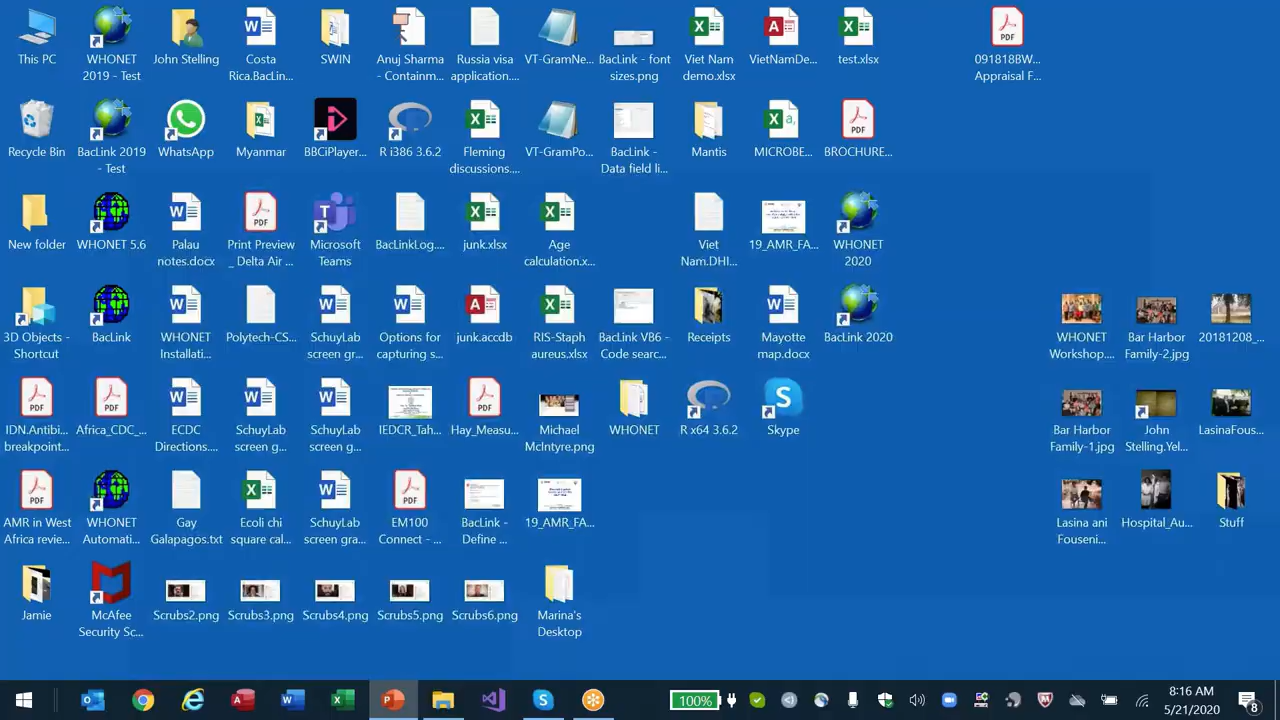 This PC
WHONET
2019 - Test
John Stelling
Costa
Rica.BacLin...
SWIN
Anuj Sharma
- Containm...
Russia visa
application....
VT-GramNe...
BacLink - font
sizes.png
Viet Nam
demo.xlsx
VietNamDe...
test.xlsx
091818BW...
Appraisal F...
Recycle Bin
BacLink 2019
- Test
WhatsApp
Myanmar
BBCiPlayer...
R i386 3.6.2
Fleming
discussions....
VT-GramPo...
BacLink -
Data field li...
Mantis
MICROBE...
BROCHURE...
New folder
WHONET 5.6
Palau
notes.docx
Print Preview
_ Delta Air ...
Microsoft
Teams
BacLinkLog....
junk.xlsx
Age
calculation.x...
Viet
Nam.DHI...
19_AMR_FA...
WHONET
2020
3D Objects -
Shortcut
BacLink
WHONET
Installati...
Polytech-CS...
SchuyLab
screen gr...
Options for
capturing s...
junk.accdb
RIS-Staph
aureus.xlsx
BacLink VB6 -
Code searc...
Receipts
Mayotte
map.docx
BacLink 2020
WHONET
Workshop....
Bar Harbor
Family-2.jpg
20181208_...
IDN.Antibi...
breakpoint...
Africa_CDC_...
ECDC
Directions....
SchuyLab
screen g...
SchuyLab
screen g...
IEDCR_Tah...
Hay_Measu...
Michael
McIntyre.png
WHONET
R x64 3.6.2
Skype
Bar Harbor
Family-1.jpg
John
Stelling.Yel...
LasinaFous...
AMR in West
Africa revie...
WHONET
Automati...
Gay
Galapagos.txt
Ecoli chi
square cal...
SchuyLab
screen gra...
EM100
Connect - ...
BacLink -
Define ...
19_AMR_FA...
Lasina ani
Fouseni...
Hospital_Au...
Stuff
Jamie
McAfee
Security Sc...
Scrubs2.png
Scrubs3.png
Scrubs4.png
Scrubs5.png
Scrubs6.png
Marina's
Desktop
100%
8:16 AM
5/21/2020
8